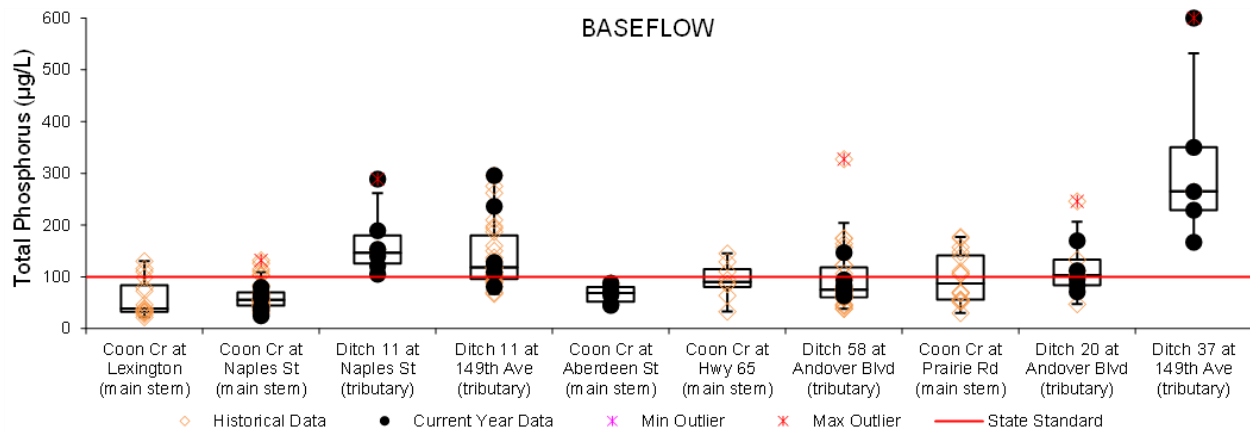 BASEFLOW
Total Phosphorus (µg/L)
600
500
400
300
200
100
0
Coon Cr at Lexington (main stem)
Coon Cr at Naples St (main stem)
Ditch 11 at Naples St (tributary)
Ditch 11 at 149th Ave (tributary)
Coon Cr at Aberdeen St (main stem)
Coon Cr at Hwy 65 (main stem)
Ditch 58 at Andover Blvd (tributary)
Coon Cr at Prairie Rd (main stem)
Ditch 20 at Andover Blvd (tributary)
Ditch 37 at 149th Ave (tributary)
Historical Data
Current Year Data
Min Outlier
Max Outlier
State Standard